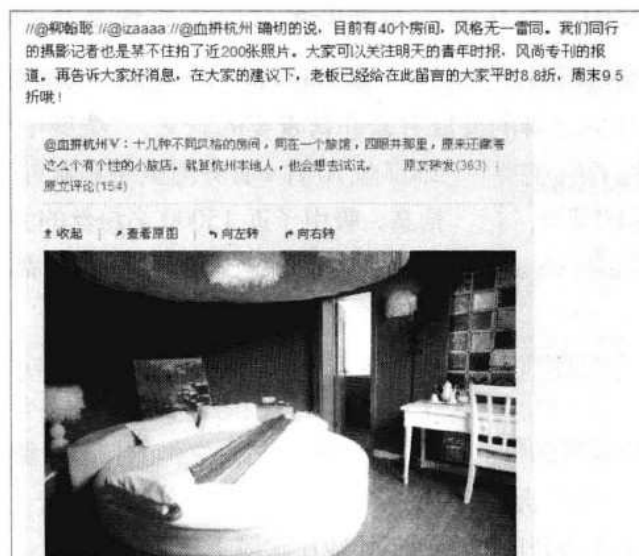 //@柳翰聪://@izaaaa://@血拼杭州 确切的说，目前有40个房间，风格无一雷同。我们同行
的摄影记者也是禁不住拍了近200张照片。大家可以关注明天的青年时报，风尚专刊的报
道。再告诉大家好消息，在大家的建议下，老板已经给在此留言的大家平时8.8折，周末9.5
折哦！
@血拼杭州V：十几种不同风格的房间，同在一个旅馆，四眼井那里，原来还藏着
这么个有个性的小旅店。就算杭州本地人，也会想去试试。 原文转发(363) |
原文评论(154)
收起 | 查看原图 | 向左转 向右转